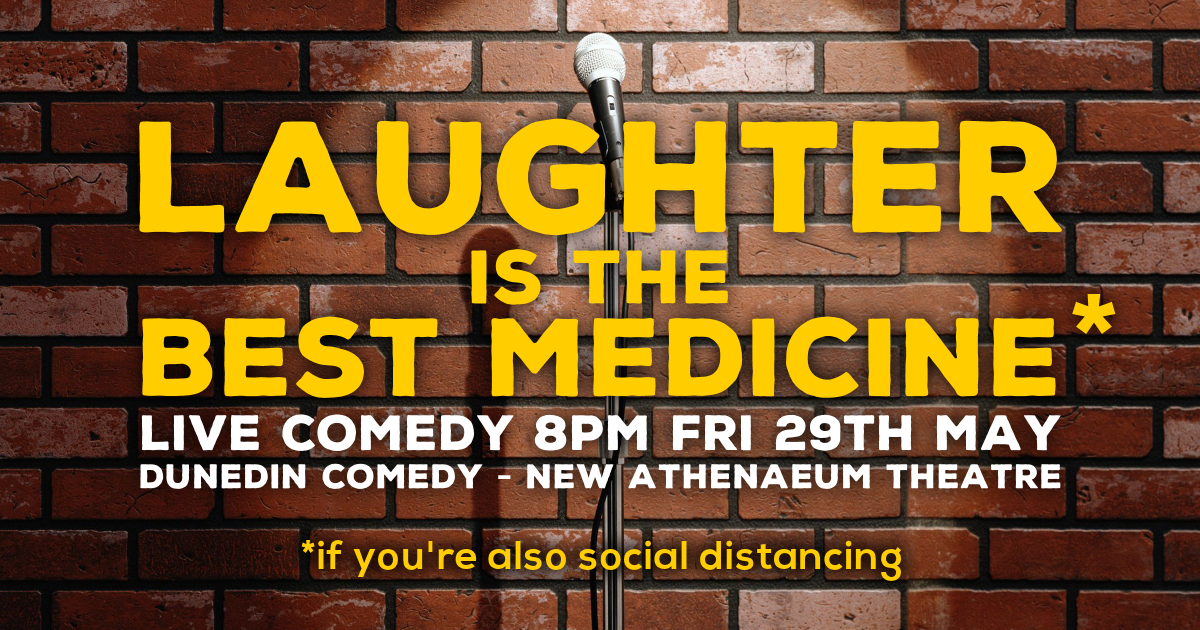 LAUGHTER
IS THE
BEST MEDICINE*
LIVE COMEDY 8PM FRI 29TH MAY
DUNEDIN COMEDY - NEW ATHENAEUM THEATRE
*if you're also social distancing